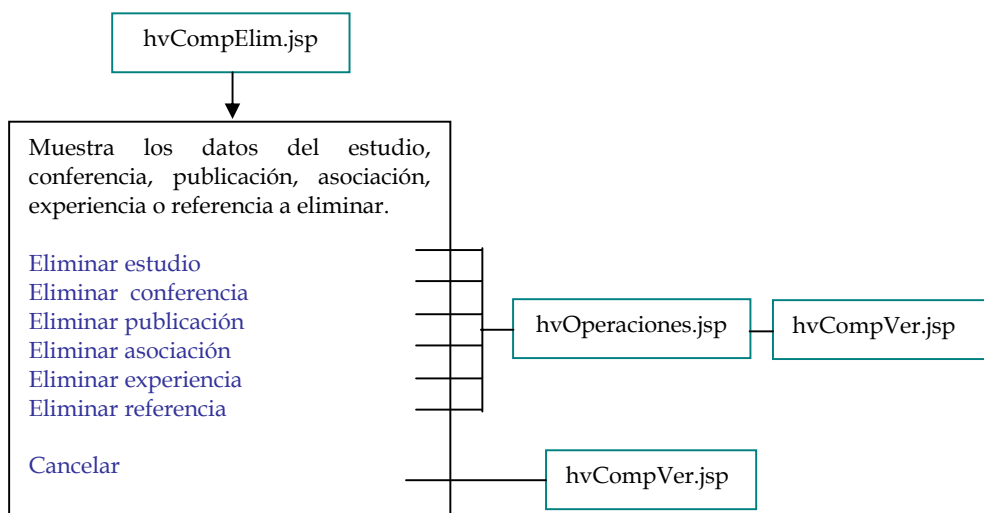 hvCompElim.jsp
Muestra los datos del estudio,
conferencia, publicación, asociación,
experiencia o referencia a eliminar.
Eliminar estudio
Eliminar conferencia
Eliminar publicación
Eliminar asociación
Eliminar experiencia
Eliminar referencia
Cancelar
hvOperaciones.jsp
hvCompVer.jsp
hvCompVer.jsp